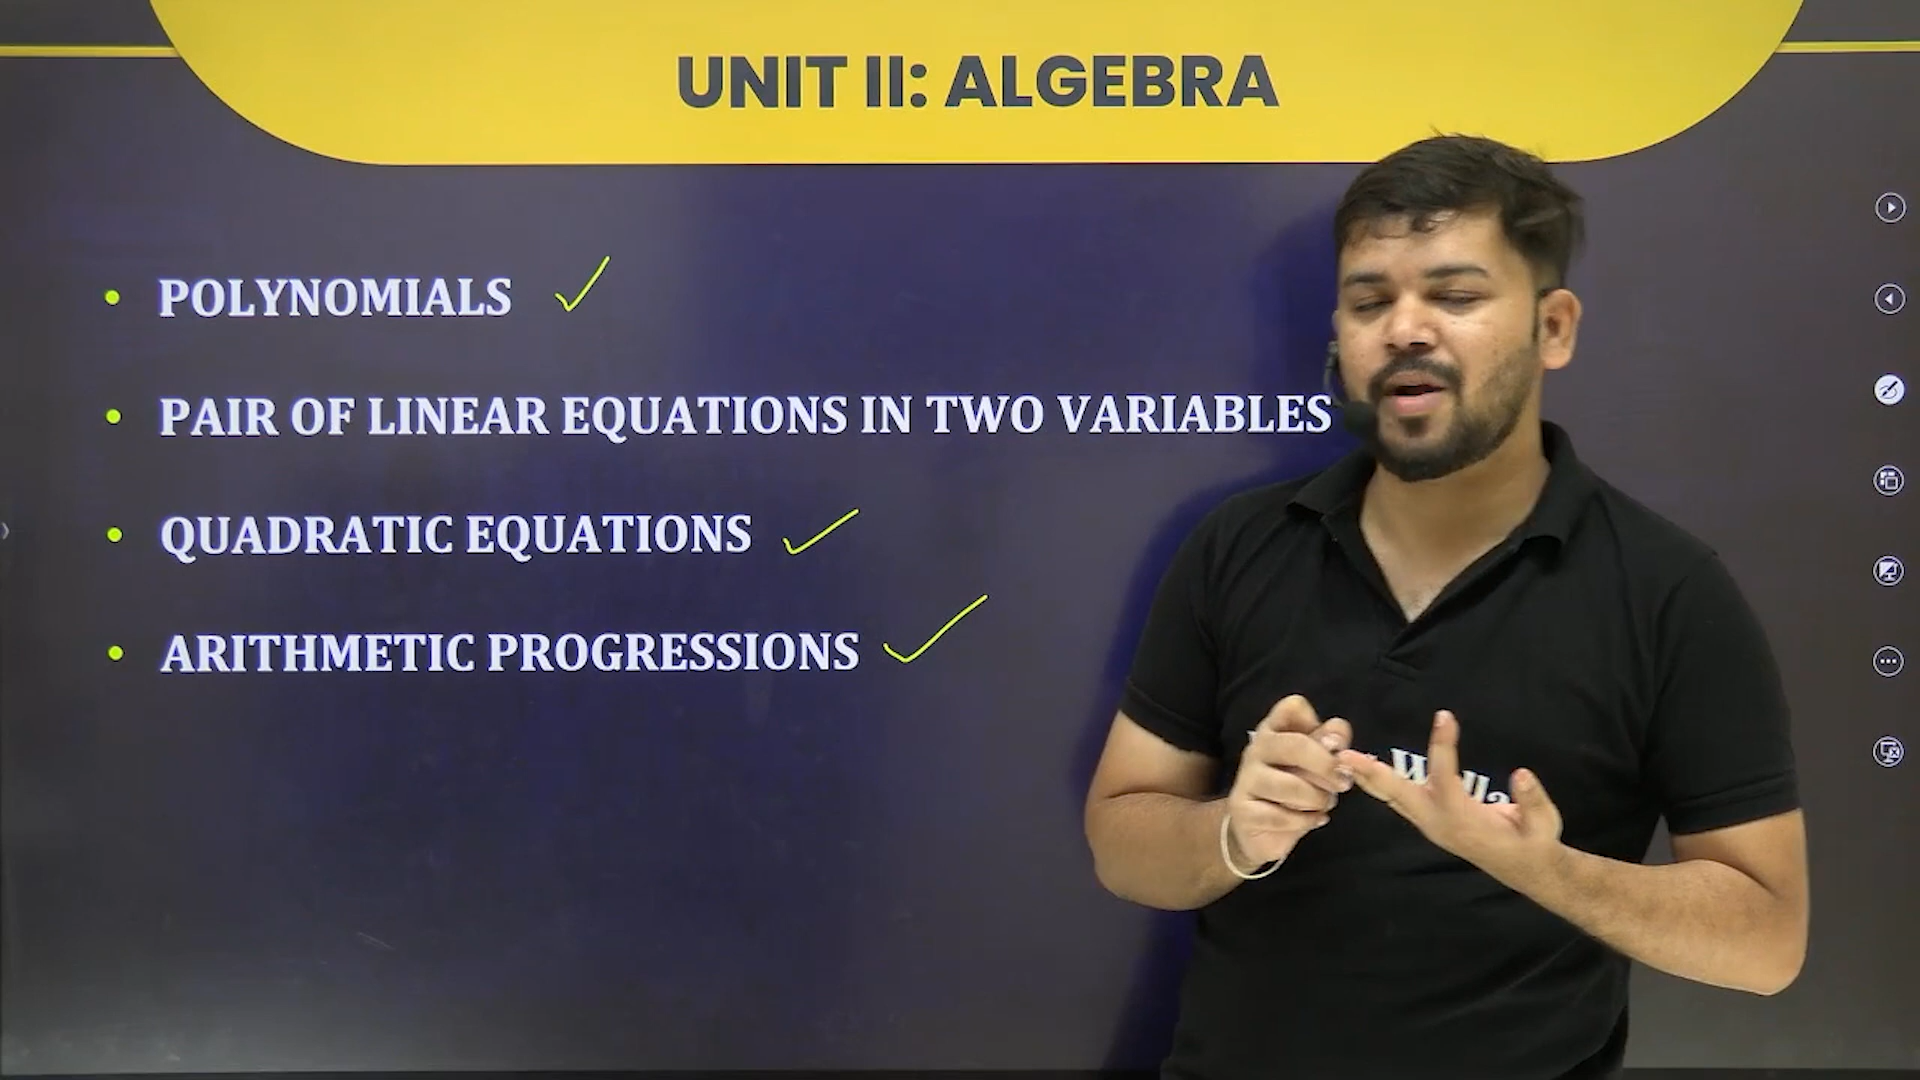 UNIT II: ALGEBRA
• POLYNOMIALS
• PAIR OF LINEAR EQUATIONS IN TWO VARIABLES
• QUADRATIC EQUATIONS
• ARITHMETIC PROGRESSIONS